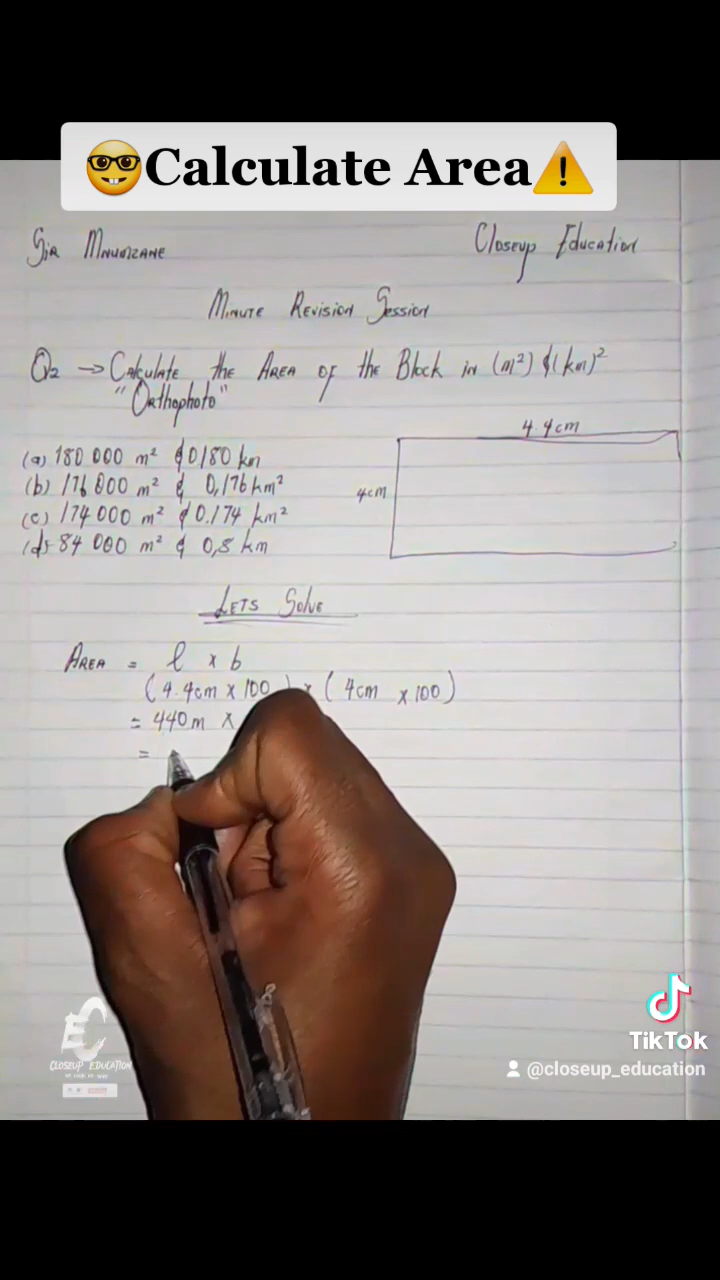 🤓Calculate Area⚠️
Sir Mnumzane
Closeup Education
Minute Revision Session
Q2 → Calculate the Area of the Block in (m²) & (km)²
"Orthophoto"
4.4cm
4cm
(a) 180 000 m² & 0,180 km
(b) 176 000 m² & 0,176 km²
(c) 174 000 m² & 0.174 km²
(d) 84 000 m² & 0,8 km
Lets Solve
Area = l x b
(4.4cm x 100) x (4cm x 100)
= 440m x
=
CLOSEUP EDUCATION
TikTok
@closeup_education